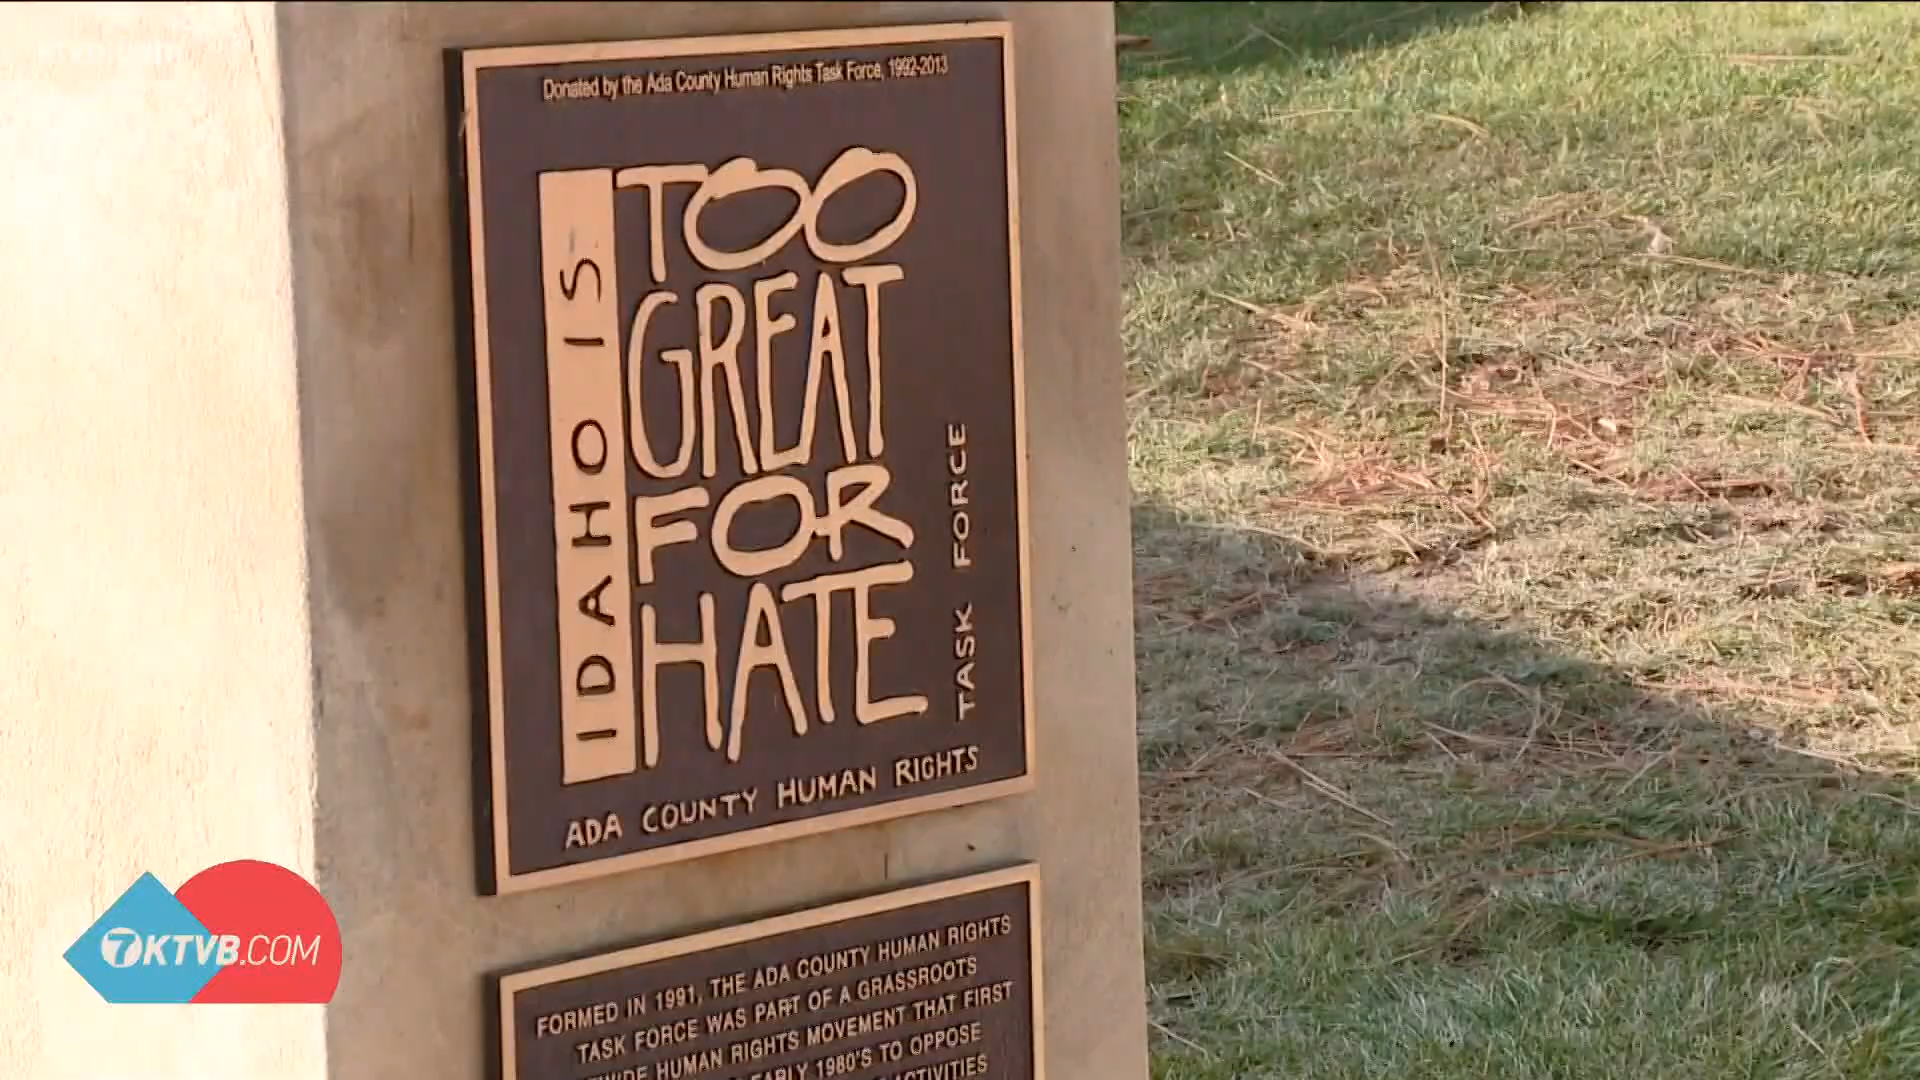 Donated by the Ada County Human Rights Task Force, 1992-2013
IDAHO IS
TOO
GREAT
FOR
HATE
TASK FORCE
ADA COUNTY HUMAN RIGHTS
FORMED IN 1991, THE ADA COUNTY HUMAN RIGHTS
TASK FORCE WAS PART OF A GRASSROOTS
HUMAN RIGHTS MOVEMENT THAT FIRST
EARLY 1980'S TO OPPOSE
ACTIVITIES
7KTVB.COM